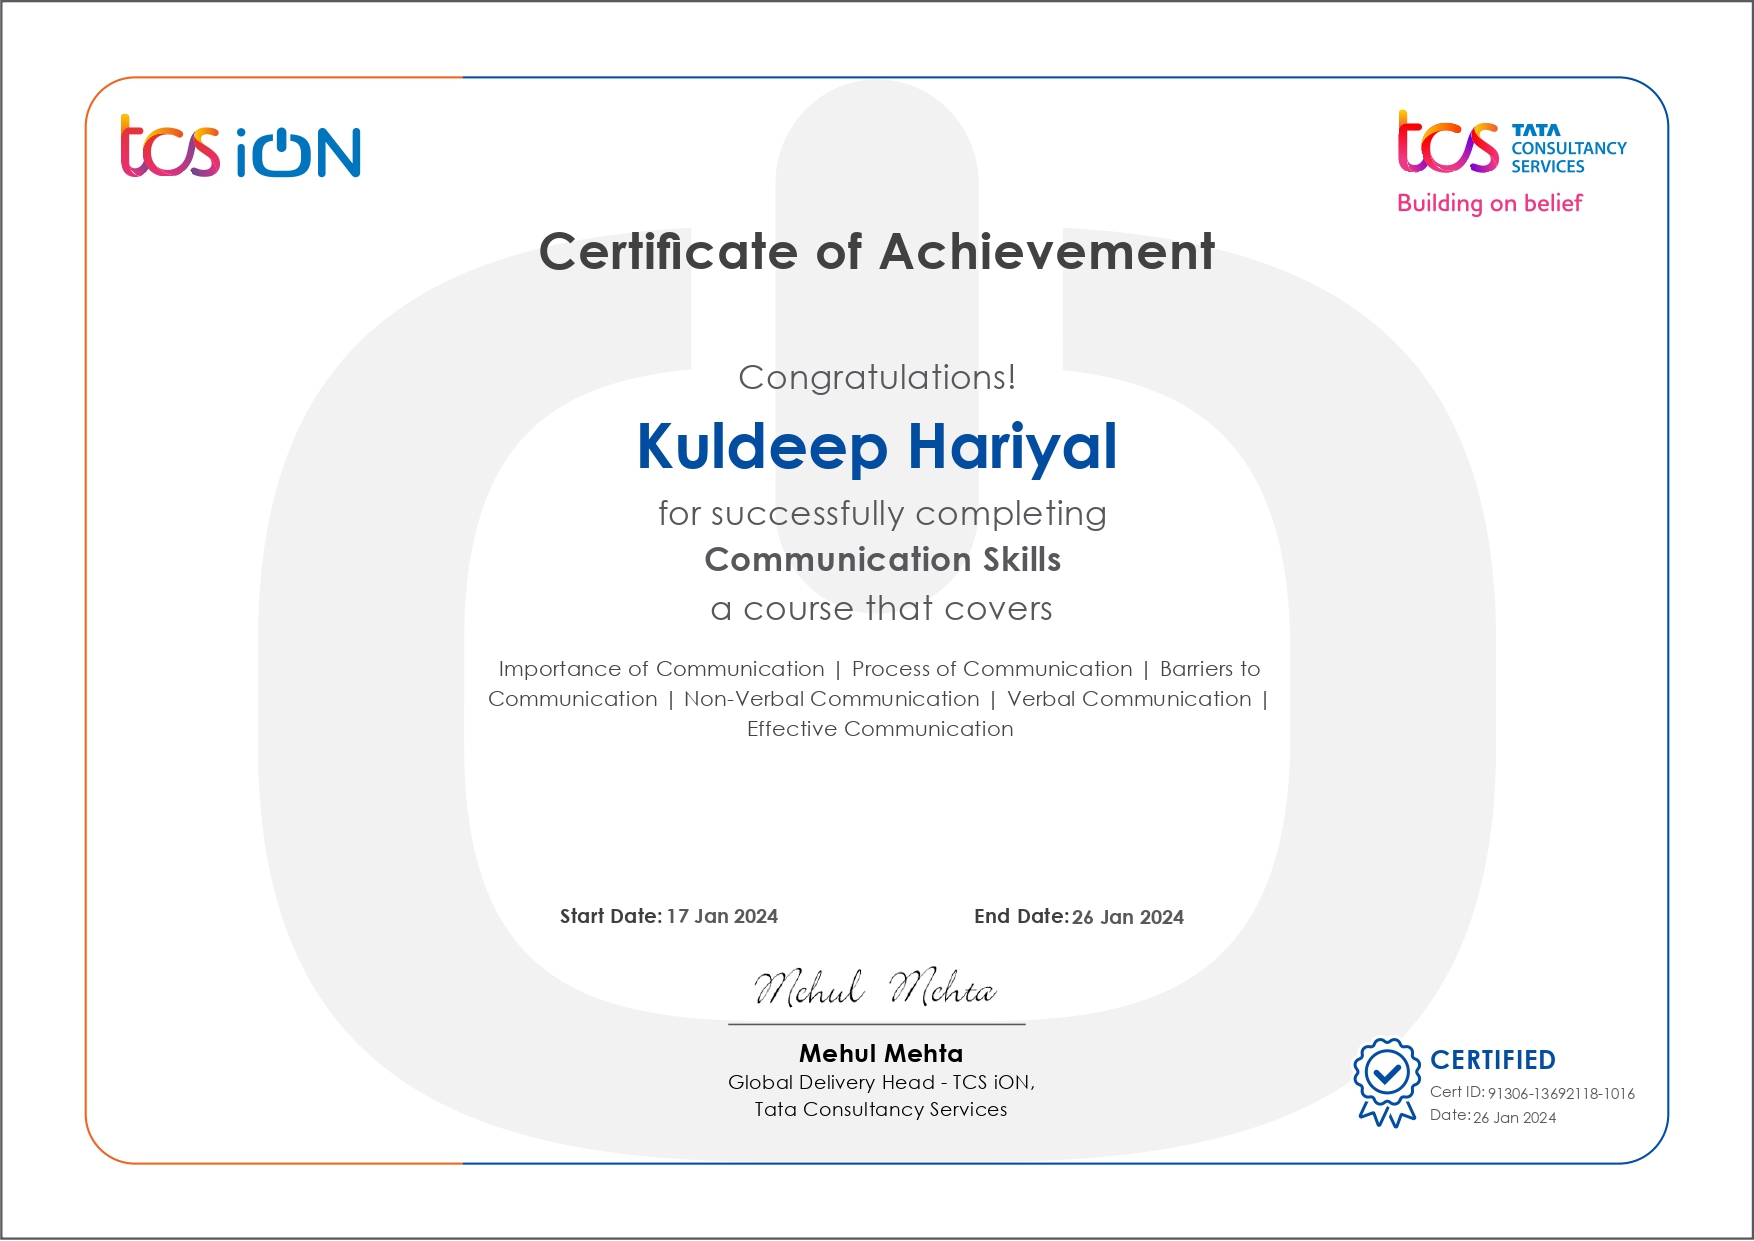 tcs iON
tcs TATA
CONSULTANCY
SERVICES
Building on belief
Certificate of Achievement
Congratulations!
Kuldeep Hariyal
for successfully completing
Communication Skills
a course that covers
Importance of Communication | Process of Communication | Barriers to
Communication | Non-Verbal Communication | Verbal Communication |
Effective Communication
Start Date: 17 Jan 2024 End Date: 26 Jan 2024
Mehul Mehta
Mehul Mehta
Global Delivery Head - TCS iON,
Tata Consultancy Services
CERTIFIED
Cert ID: 91306-13692118-1016
Date: 26 Jan 2024